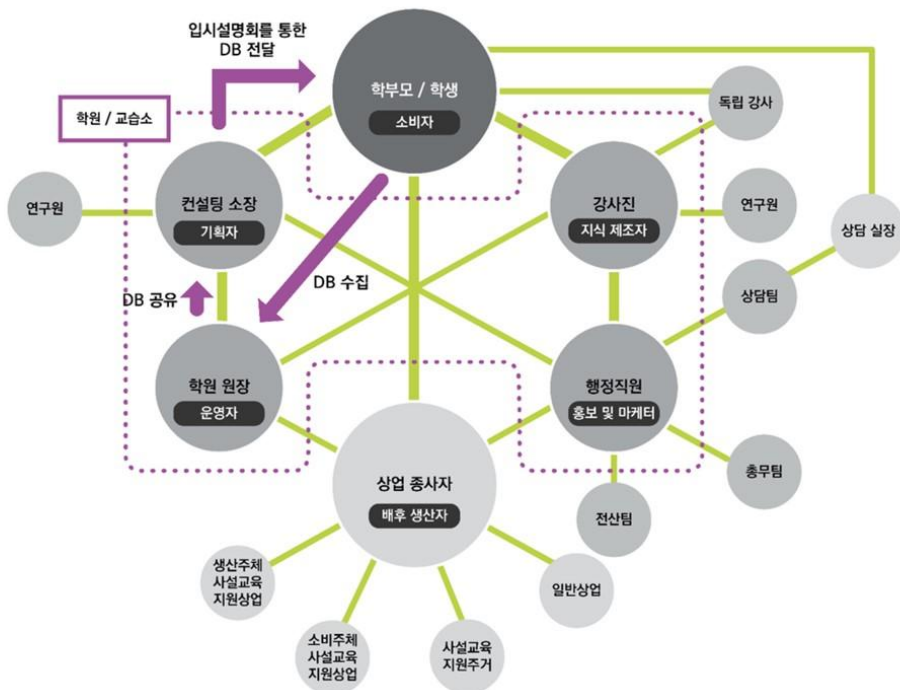 입시설명회를 통한
DB 전달
학부모 / 학생
소비자
학원 / 교습소
독립 강사
연구원
컨설팅 소장
기획자
강사진
지식 제조자
연구원
상담 실장
DB 수집
DB 공유
상담팀
학원 원장
운영자
행정직원
홍보 및 마케터
상업 종사자
배후 생산자
총무팀
전산팀
생산주체
사설교육
지원상업
일반상업
소비주체
사설교육
지원상업
사설교육
지원주거